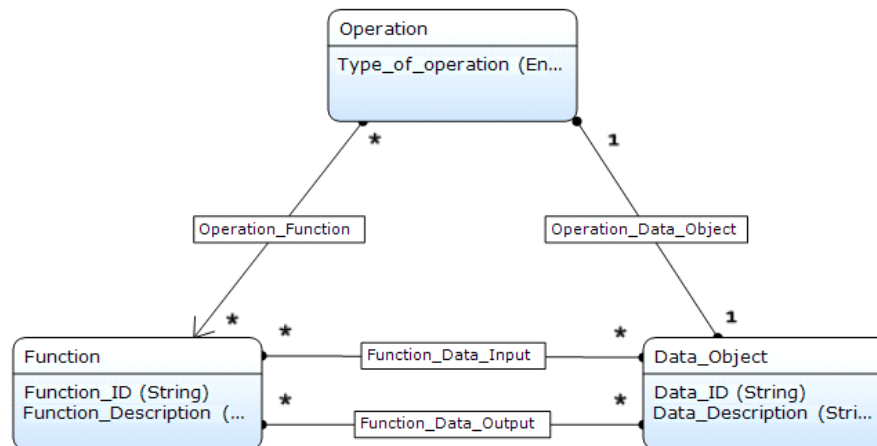 Operation
Type_of_operation (En...
*
1
Operation_Function
Operation_Data_Object
*
*
*
1
Function
Function_Data_Input
Data_Object
Function_ID (String)
Function_Description (...
*
*
Function_Data_Output
Data_ID (String)
Data_Description (Stri...